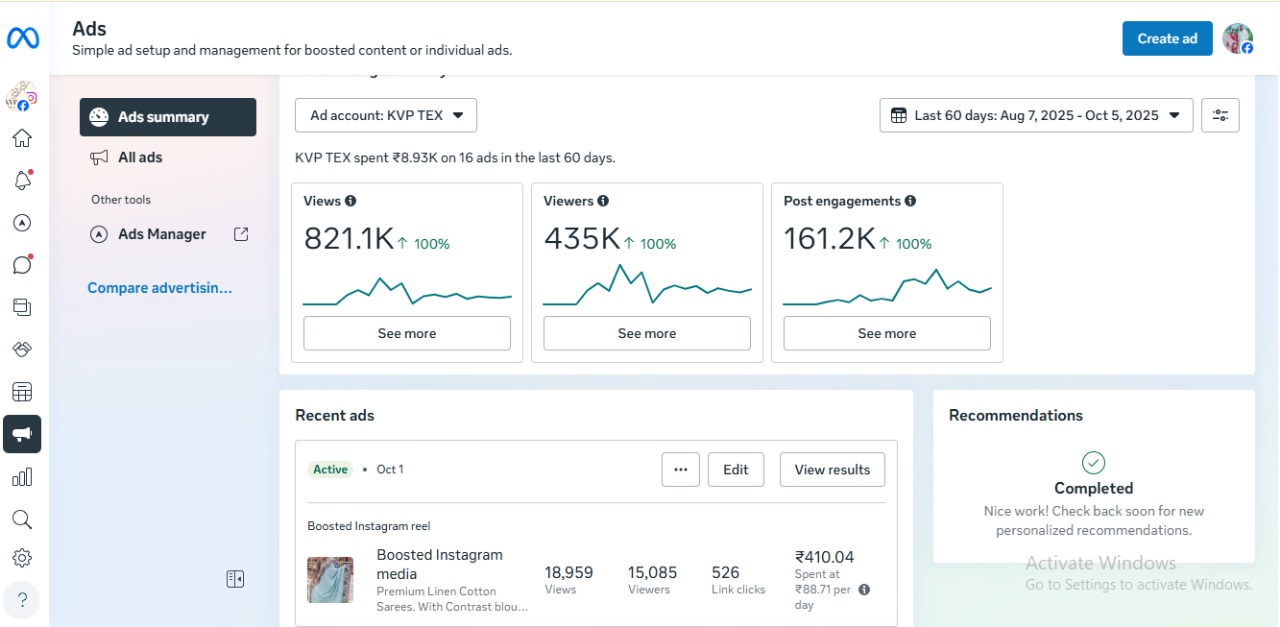 Ads
Simple ad setup and management for boosted content or individual ads.
Create ad
Ads summary
All ads
Other tools
Ads Manager
Compare advertisin...
Ad account: KVP TEX
Last 60 days: Aug 7, 2025 - Oct 5, 2025
KVP TEX spent ₹8.93K on 16 ads in the last 60 days.
Views
821.1K↑ 100%
See more
Viewers
435K↑ 100%
See more
Post engagements
161.2K↑ 100%
See more
Recent ads
Active • Oct 1
...
Edit
View results
Boosted Instagram reel
Boosted Instagram
media
Premium Linen Cotton
Sarees. With Contrast blou...
18,959
Views
15,085
Viewers
526
Link clicks
₹410.04
Spent at
₹88.71 per
day
Recommendations
Completed
Nice work! Check back soon for new
personalized recommendations.
Activate Windows
Go to Settings to activate Windows.
?